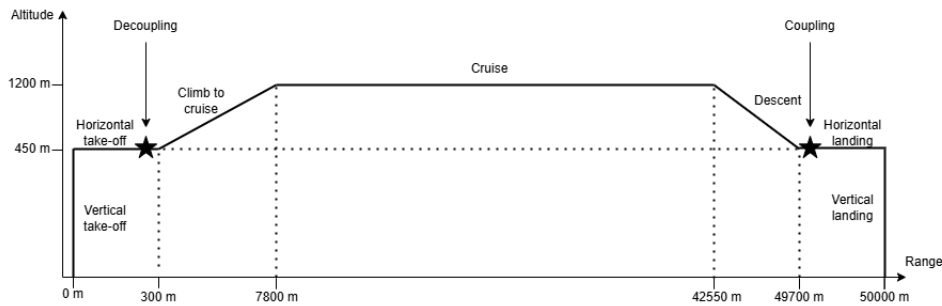 Altitude
Decoupling
Coupling
Cruise
1200 m
Climb to
cruise
Descent
Horizontal
take-off
Horizontal
landing
450 m
Vertical
take-off
Vertical
landing
Range
0 m
300 m
7800 m
42550 m
49700 m
50000 m